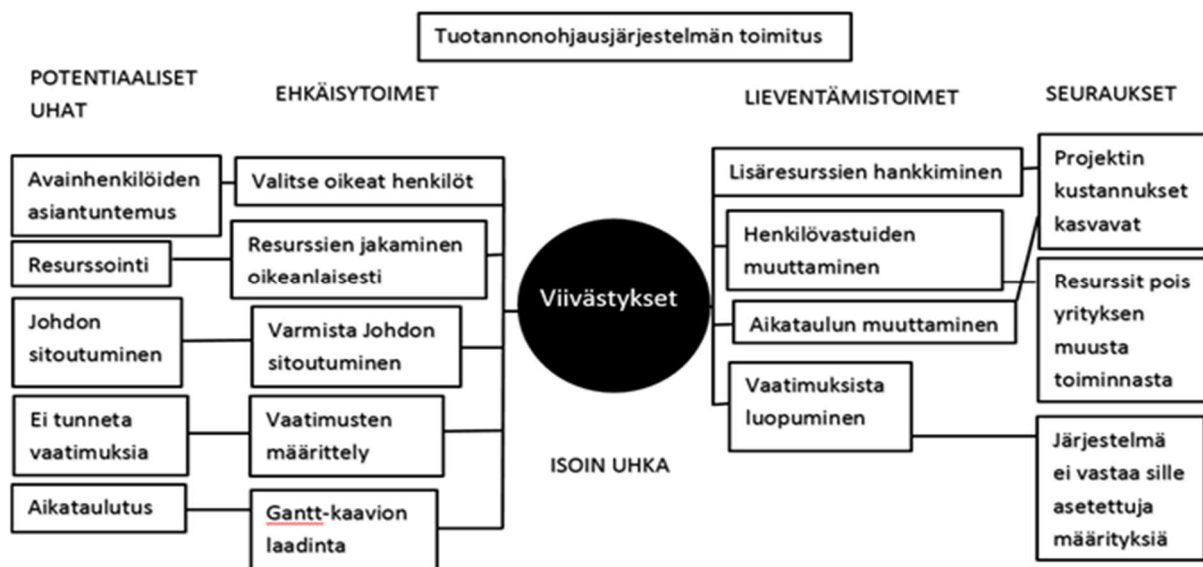 Tuotannonohjausjärjestelmän toimitus
POTENTIAALISET
UHAT
EHKÄISYTOIMET
LIEVENTÄMISTOIMET
SEURAUKSET
Avainhenkilöiden
asiantuntemus
Valitse oikeat henkilöt
Resurssointi
Resurssien jakaminen
oikeanlaisesti
Johdon
sitoutuminen
Varmista Johdon
sitoutuminen
Ei tunneta
vaatimuksia
Vaatimusten
määrittely
Aikataulutus
Gantt-kaavion
laadinta
Viivästykset
ISOIN UHKA
Lisäresurssien hankkiminen
Henkilövastuiden
muuttaminen
Aikataulun muuttaminen
Vaatimuksista
luopuminen
Projektin
kustannukset
kasvavat
Resurssit pois
yrityksen
muusta
toiminnasta
Järjestelmä
ei vastaa sille
asetettuja
määrityksiä